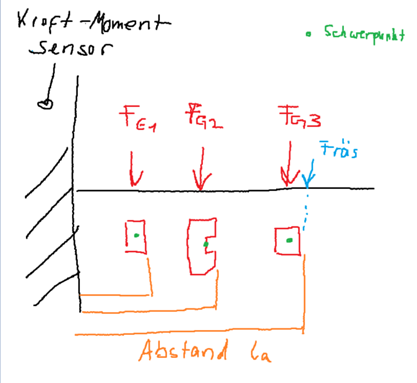 Kraft-Moment
Sensor
Schwerpunkt
FG1
FG2
FG3
Fräs
Abstand la